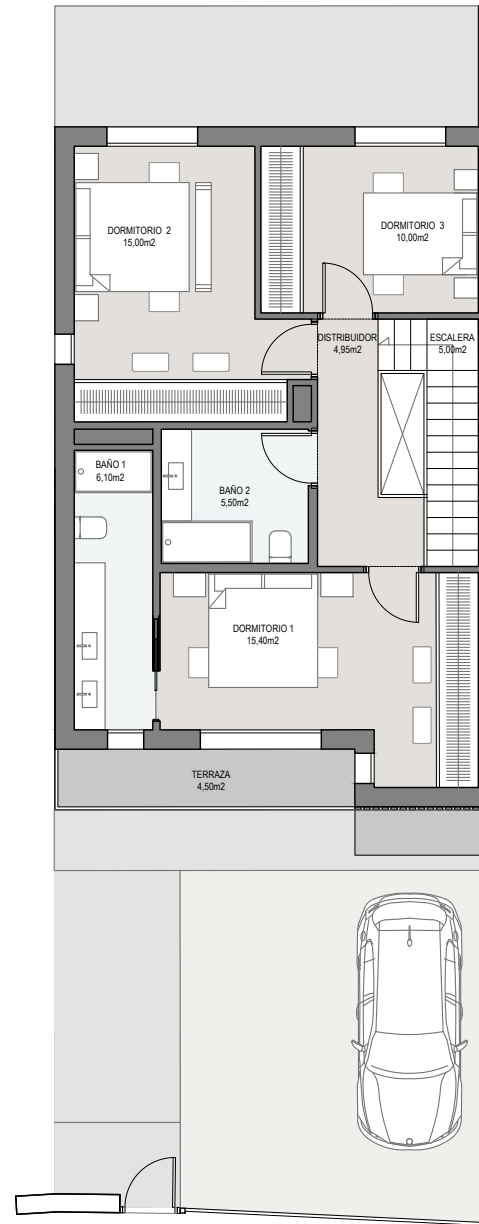 DORMITORIO 2
15,00m2
DORMITORIO 3
10,00m2
DISTRIBUIDOR
4,95m2
ESCALERA
5,00m2
BAÑO 1
6,10m2
BAÑO 2
5,50m2
DORMITORIO 1
15,40m2
TERRAZA
4,50m2